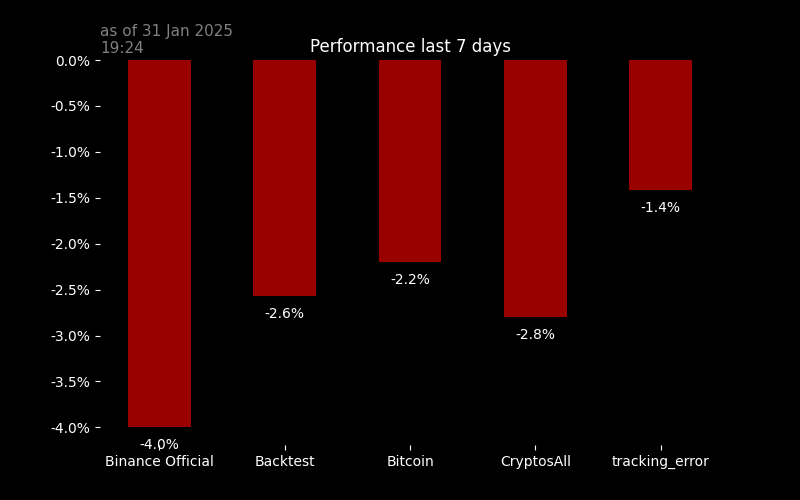 as of 31 Jan 2025
19:24
Performance last 7 days
0.0%
-0.5%
-1.0%
-1.5%
-2.0%
-2.5%
-3.0%
-3.5%
-4.0%
-4.0%
-2.6%
-2.2%
-2.8%
-1.4%
Binance Official
Backtest
Bitcoin
CryptosAll
tracking_error